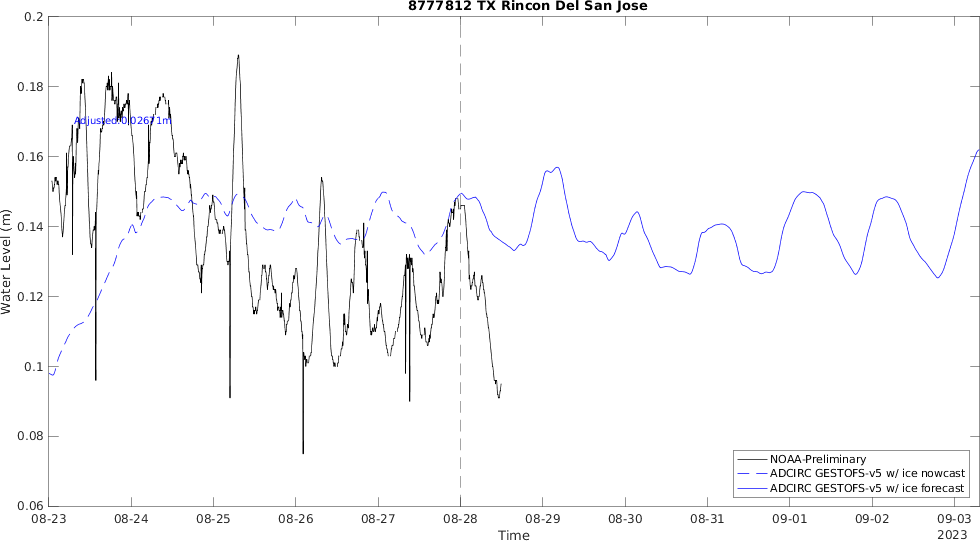 8777812 TX Rincon Del San Jose
0.2
0.18
0.16
0.14
0.12
0.1
0.08
0.06
Water Level (m)
Adjusted:0.02671m
NOAA-Preliminary
ADCIRC GESTOFS-v5 w/ ice nowcast
ADCIRC GESTOFS-v5 w/ ice forecast
08-23 08-24 08-25 08-26 08-27 08-28 08-29 08-30 08-31 09-01 09-02 09-03
Time
2023